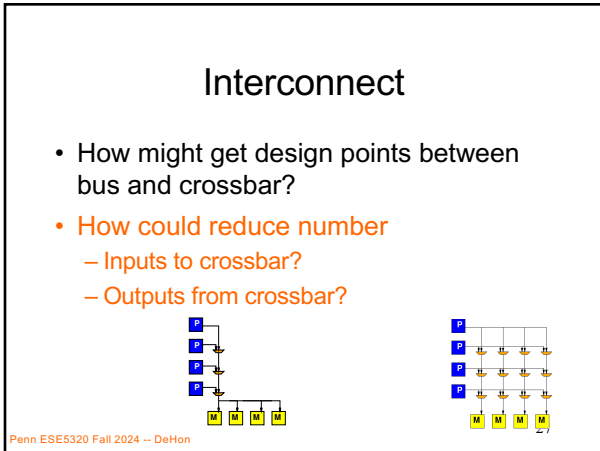 Interconnect
• How might get design points between
bus and crossbar?
• How could reduce number
– Inputs to crossbar?
– Outputs from crossbar?
P
P
P
P
M M M M
P
P
P
P
M M M M
Penn ESE5320 Fall 2024 -- DeHon
27